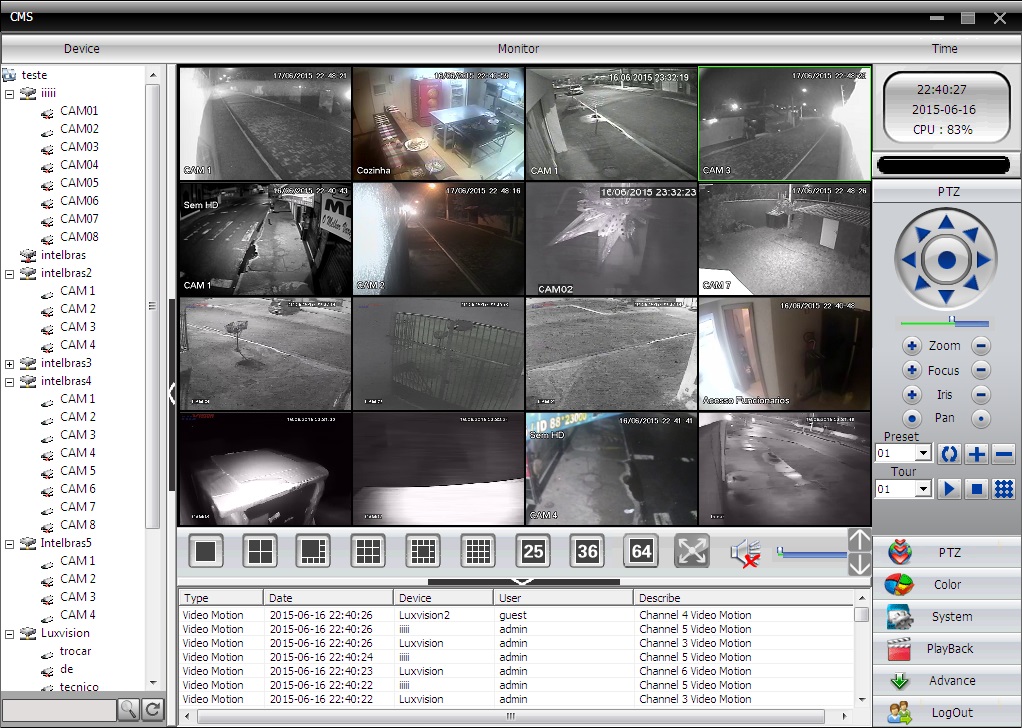 CMS
Device
Monitor
Time
teste
iiiii
CAM01
CAM02
CAM03
CAM04
CAM05
CAM06
CAM07
CAM08
intelbras
intelbras2
CAM 1
CAM 2
CAM 3
CAM 4
intelbras3
intelbras4
CAM 1
CAM 2
CAM 3
CAM 4
CAM 5
CAM 6
CAM 7
CAM 8
Intelbras5
CAM 1
CAM 2
CAM 3
CAM 4
Luxvision
trocar
de
tecnico
17/06/2015 22:48:21
CAM 1
Cozinha
16/06/2015 23:32:19
CAM 1
CAM 3
16/06/2015 22:40:43
Sem HD
CAM 1
17/06/2015 22:48:16
CAM 2
16/06/2015 23:32:23
CAM02
17/06/2015 22:48:26
CAM 7
16/06/2015 22:40:48
Acesso Funcionarios
16/06/2015 22:41:41
Sem HD
CAM 4
25
36
64
Type Date Device User Describe
Video Motion 2015-06-16 22:40:26 Luxvision2 guest Channel 4 Video Motion
Video Motion 2015-06-16 22:40:26 iiiii admin Channel 5 Video Motion
Video Motion 2015-06-16 22:40:26 Luxvision admin Channel 3 Video Motion
Video Motion 2015-06-16 22:40:24 iiiii admin Channel 5 Video Motion
Video Motion 2015-06-16 22:40:23 Luxvision admin Channel 6 Video Motion
Video Motion 2015-06-16 22:40:22 iiiii admin Channel 5 Video Motion
Video Motion 2015-06-16 22:40:22 Luxvision admin Channel 3 Video Motion
22:40:27
2015-06-16
CPU : 83%
PTZ
Zoom
Focus
Iris
Pan
Preset
01
Tour
01
PTZ
Color
System
PlayBack
Advance
LogOut